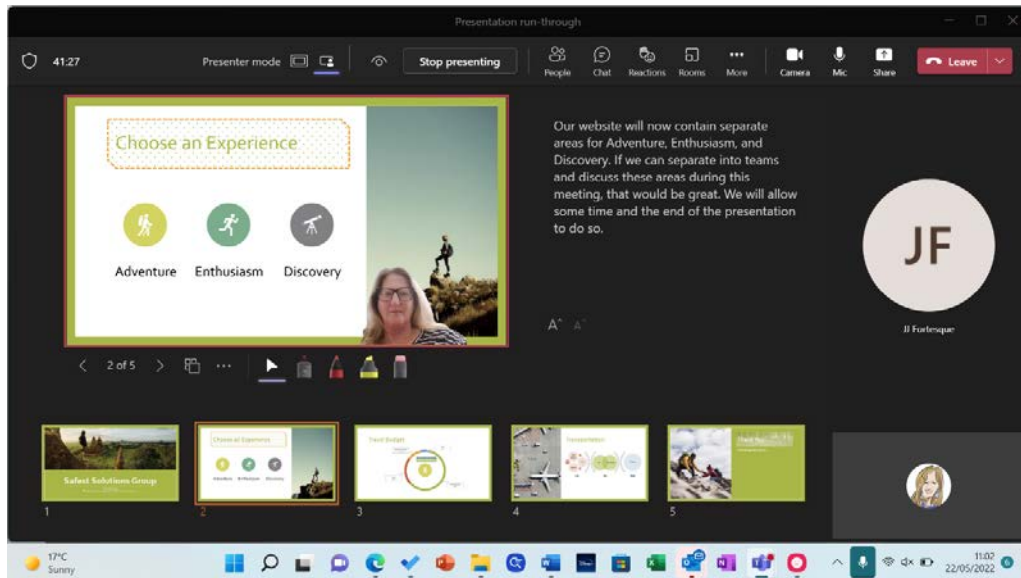 Presentation run-through
41:27
Presenter mode
Stop presenting
People
Chat
Reactions
Rooms
More
Camera
Mic
Share
Leave
Choose an Experience
Adventure Enthusiasm Discovery
Our website will now contain separate
areas for Adventure, Enthusiasm, and
Discovery. If we can separate into teams
and discuss these areas during this
meeting, that would be great. We will allow
some time and the end of the presentation
to do so.
JF
JJ Fortesque
2 of 5
Safest Solutions Group
1
Choose an Experience
Adventure Enthusiasm Discovery
2
Travel Budget
3
Transportation
4
Thank You
5
17°C
Sunny
11:02
22/05/2022